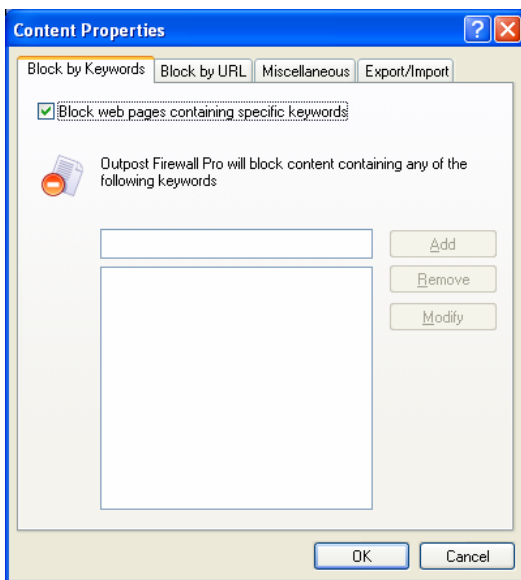 Content Properties
Block by Keywords Block by URL Miscellaneous Export/Import
Block web pages containing specific keywords
Outpost Firewall Pro will block content containing any of the
following keywords
Add
Remove
Modify
OK Cancel